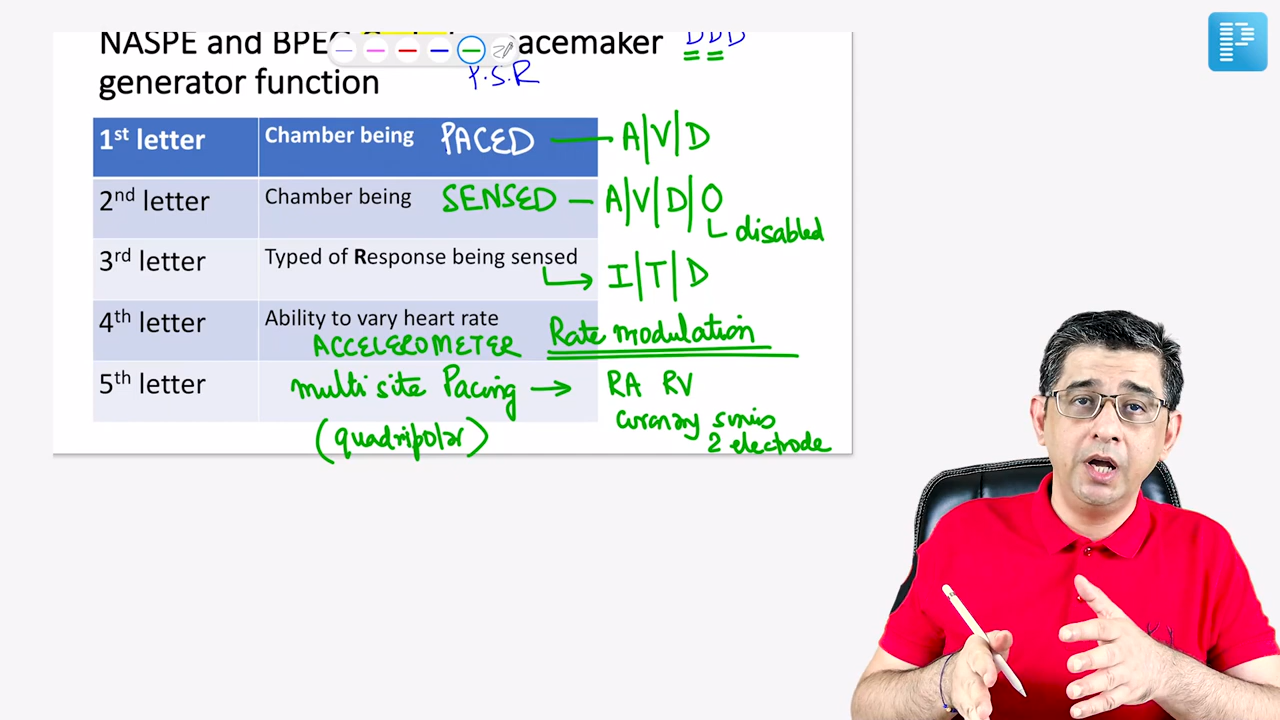 NASPE and BPEG acemaker DDD
generator function P.S.R
1st letter Chamber being PACED — A/V/D
2nd letter Chamber being SENSED — A/V/D/O
disabled
3rd letter Typed of Response being sensed → I/T/D
4th letter Ability to vary heart rate
ACCELEROMETER Rate modulation
5th letter multi site Pacing → RA RV
coronary sinus
(quadripolar) 2 electrode